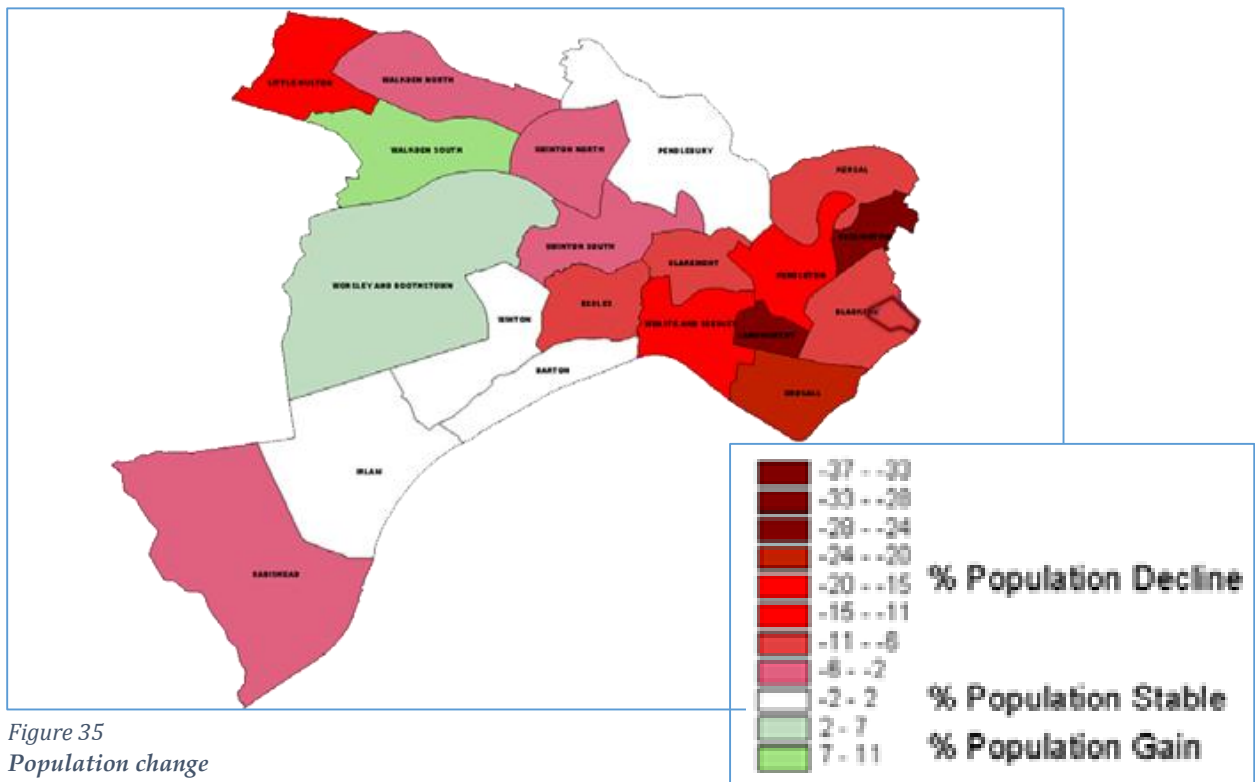 LITTLE HULTON
WALKDEN NORTH
WALKDEN SOUTH
SWINTON NORTH
PENDLEBURY
KERSAL
SWINTON SOUTH
CLAREMONT
PENDLETON
WORSLEY AND BOOTHSTOWN
WINTON
ECCLES
BARTON
ORDSALL
IRLAM
CADISHEAD
-37 - -33
-33 - -28
-28 - -24
-24 - -20
-20 - -15
% Population Decline
-15 - -11
-11 - -6
-6 - -2
-2 - 2
% Population Stable
2 - 7
7 - 11
% Population Gain
Figure 35
Population change